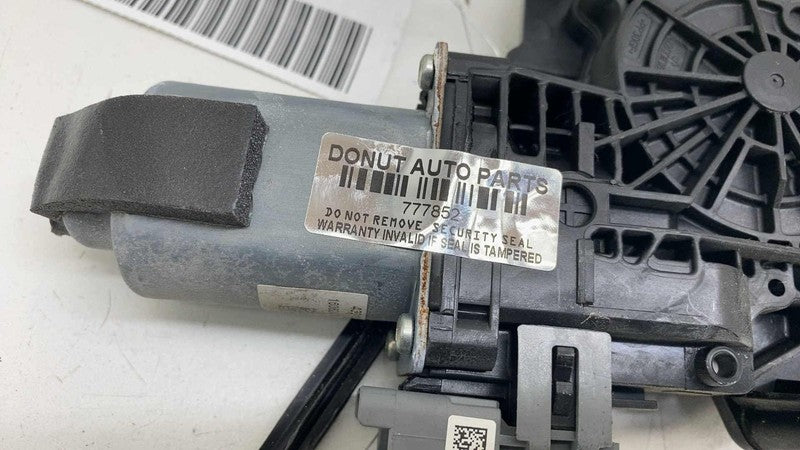 DONUT AUTO PARTS
777852
DO NOT REMOVE SECURITY SEAL
WARRANTY INVALID IF SEAL IS TAMPERED